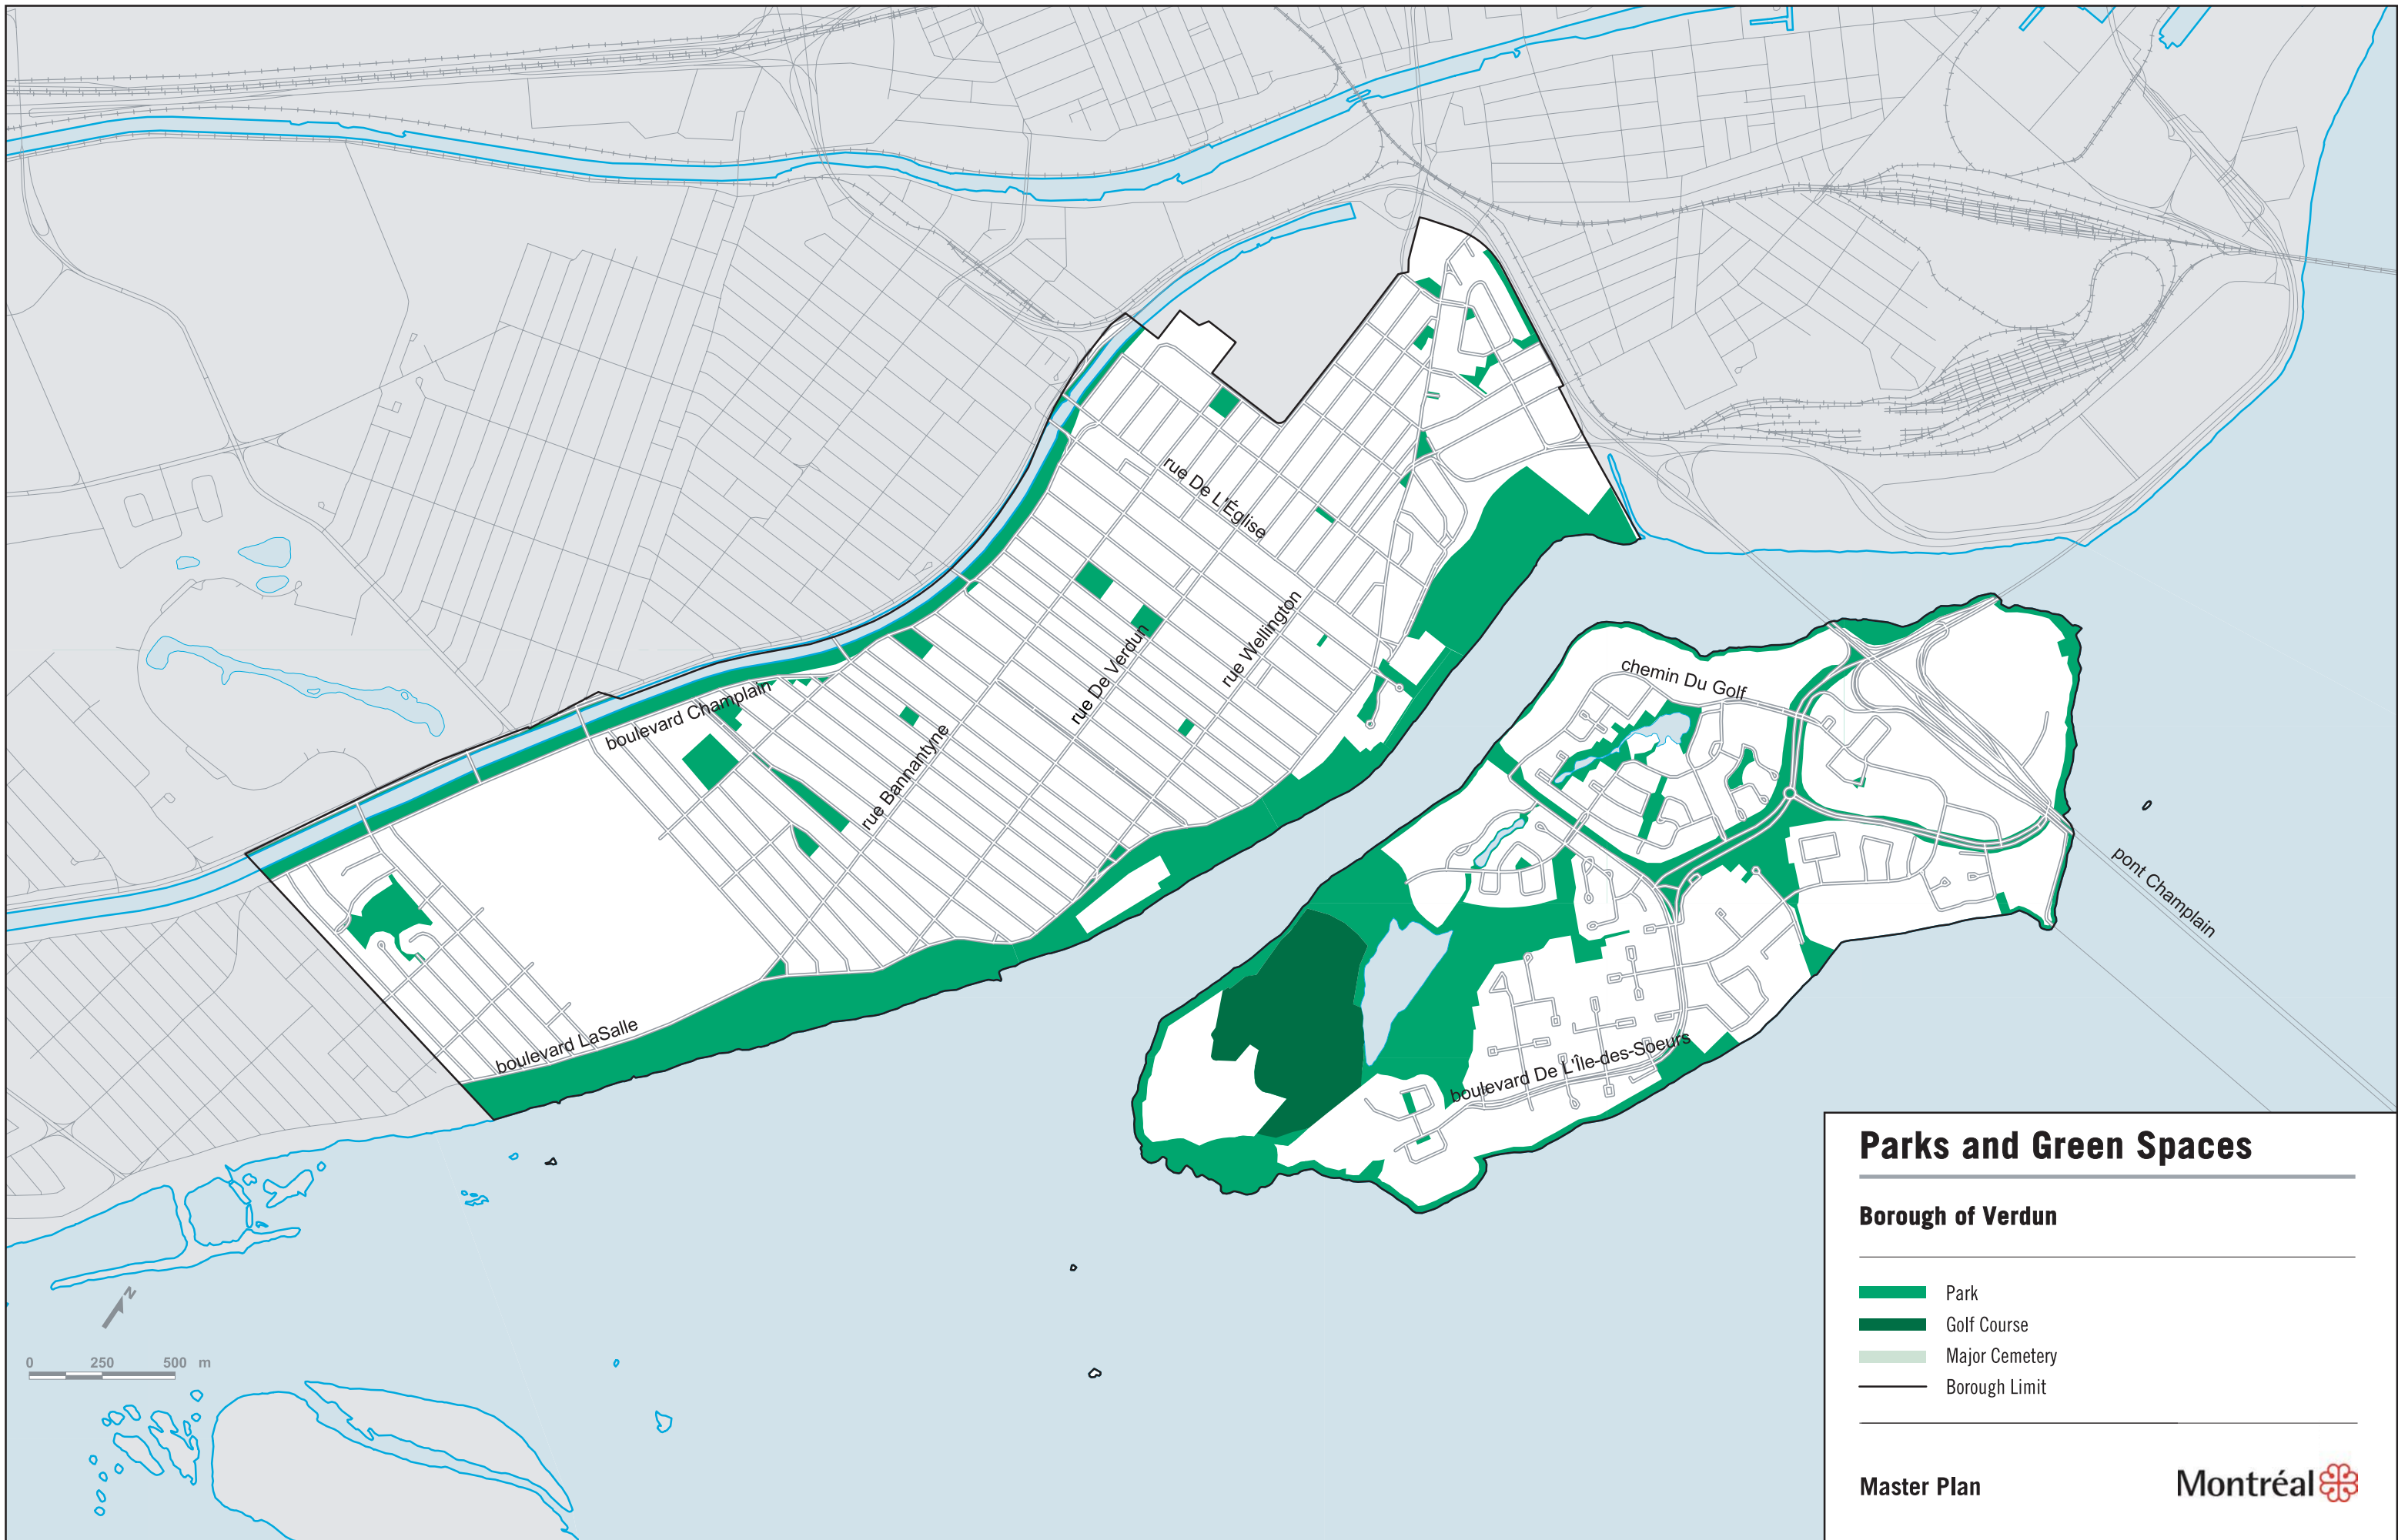 rue De L'Église
rue Wellington
rue De Verdun
chemin Du Golf
boulevard Champlain
rue Bannantyne
pont Champlain
boulevard LaSalle
boulevard De L'Île-des-Soeurs
N
0 250 500 m
Parks and Green Spaces
Borough of Verdun
Park
Golf Course
Major Cemetery
Borough Limit
Master Plan
Montréal